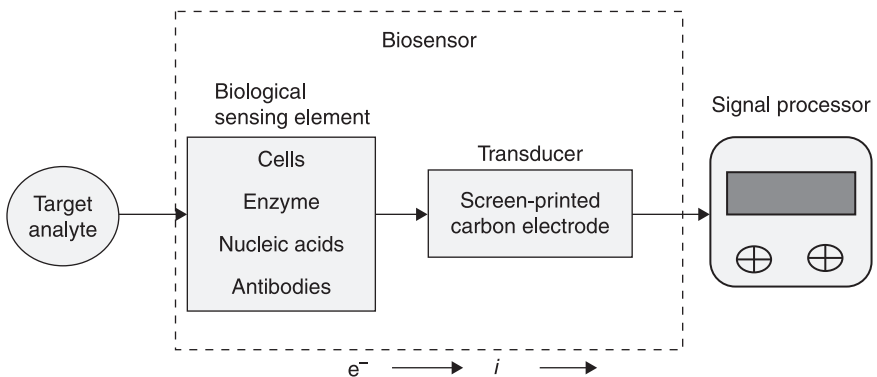 Biosensor
Biological
sensing element
Cells
Enzyme
Nucleic acids
Antibodies
Target
analyte
Transducer
Screen-printed
carbon electrode
Signal processor
e⁻
i